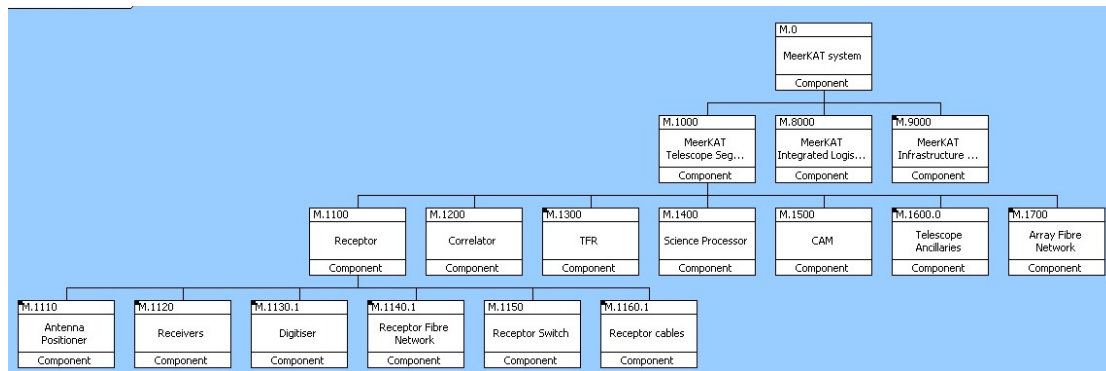 M.0
MeerKAT system
Component
M.1000
MeerKAT
Telescope Seg...
Component
M.8000
MeerKAT
Integrated Logis...
Component
M.9000
MeerKAT
Infrastructure ...
Component
M.1100
Receptor
Component
M.1200
Correlator
Component
M.1300
TFR
Component
M.1400
Science Processor
Component
M.1500
CAM
Component
M.1600.0
Telescope
Ancillaries
Component
M.1700
Array Fibre
Network
Component
M.1110
Antenna
Positioner
Component
M.1120
Receivers
Component
M.1130.1
Digitiser
Component
M.1140.1
Receptor Fibre
Network
Component
M.1150
Receptor Switch
Component
M.1160.1
Receptor cables
Component